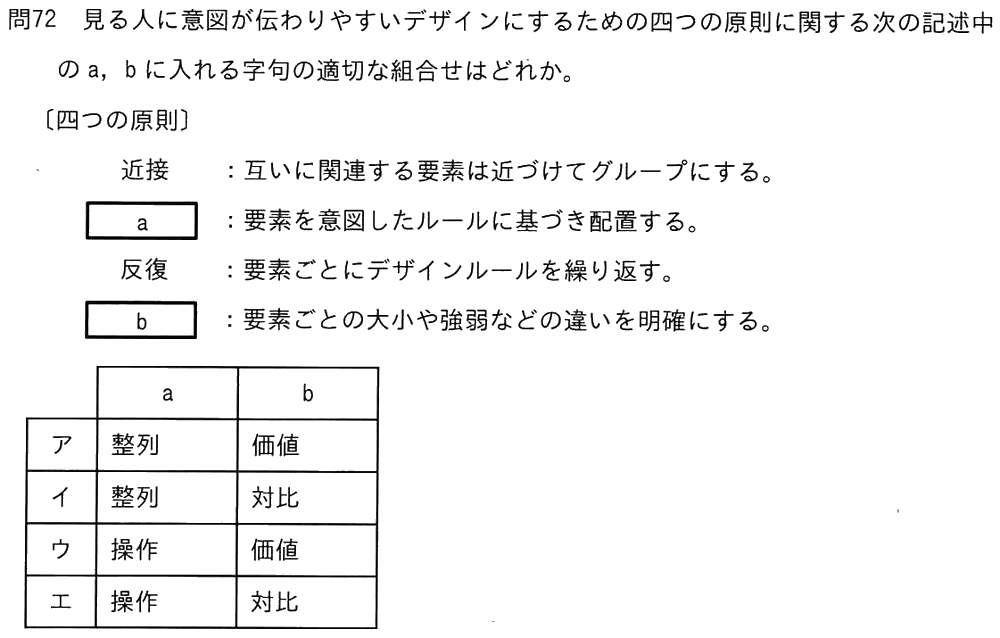 問72 見る人に意図が伝わりやすいデザインにするための四つの原則に関する次の記述中
の a，b に入れる字句の適切な組合せはどれか。
〔四つの原則〕
近接 ：互いに関連する要素は近づけてグループにする。
a ：要素を意図したルールに基づき配置する。
反復 ：要素ごとにデザインルールを繰り返す。
b ：要素ごとの大小や強弱などの違いを明確にする。
a b
ア 整列 価値
イ 整列 対比
ウ 操作 価値
エ 操作 対比